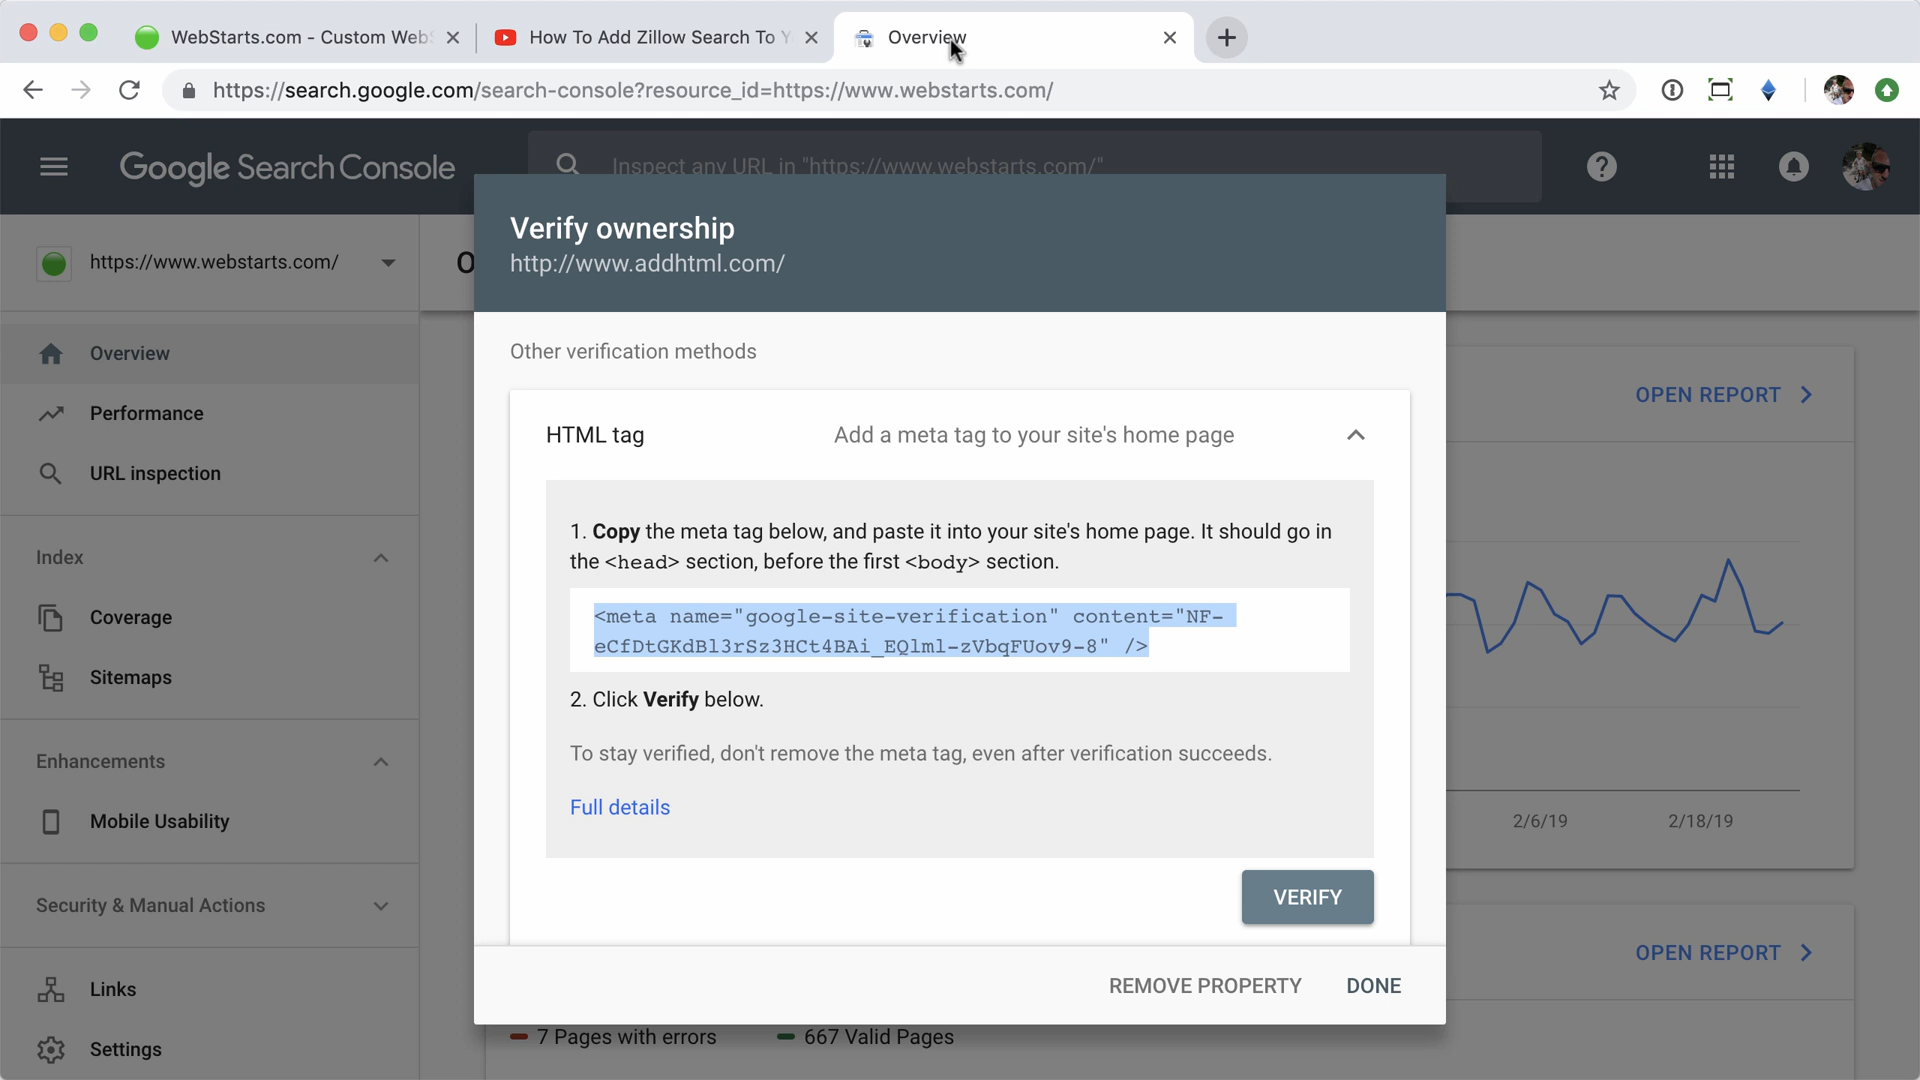 WebStarts.com - Custom Web
How To Add Zillow Search To Y
Overview
https://search.google.com/search-console?resource_id=https://www.webstarts.com/
Google Search Console
Inspect any URL in "https://www.webstarts.com/"
https://www.webstarts.com/
O
Overview
Performance
URL inspection
Index
Coverage
Sitemaps
Enhancements
Mobile Usability
Security & Manual Actions
Links
Settings
Verify ownership
http://www.addhtml.com/
Other verification methods
HTML tag
Add a meta tag to your site's home page
1. Copy the meta tag below, and paste it into your site's home page. It should go in
the <head> section, before the first <body> section.
<meta name="google-site-verification" content="NF-
eCfDtGKdBl3rSz3HCt4BAi_EQlml-zVbqFUov9-8" />
2. Click Verify below.
To stay verified, don't remove the meta tag, even after verification succeeds.
Full details
VERIFY
REMOVE PROPERTY
DONE
OPEN REPORT
2/6/19
2/18/19
OPEN REPORT
7 Pages with errors
667 Valid Pages